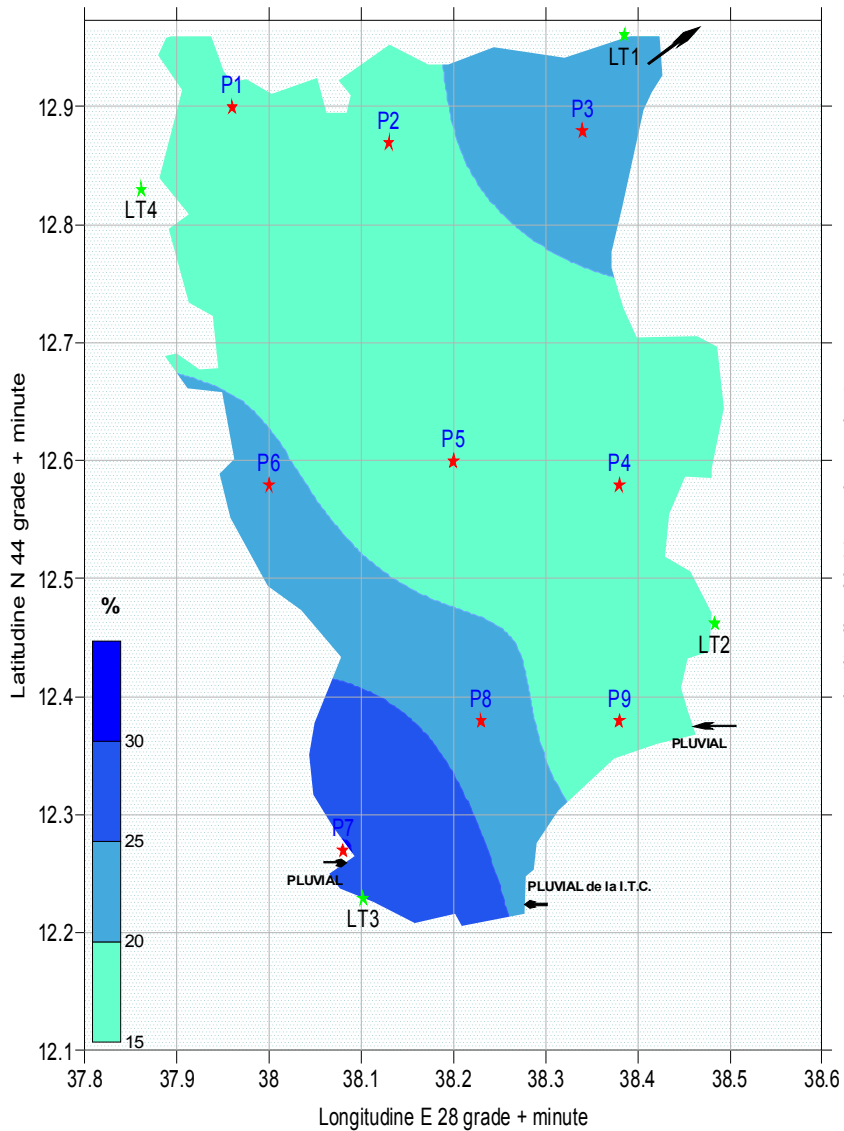 LT1
P1
P3
12.9
P2
LT4
12.8
12.7
Latitudine N 44 grade + minute
P5
P6
P4
12.6
12.5
%
LT2
12.4
P8
P9
PLUVIAL
30
12.3
25
P7
PLUVIAL
PLUVIAL de la I.T.C.
LT3
20
12.2
15
12.1
37.8 37.9 38 38.1 38.2 38.3 38.4 38.5 38.6
Longitudine E 28 grade + minute